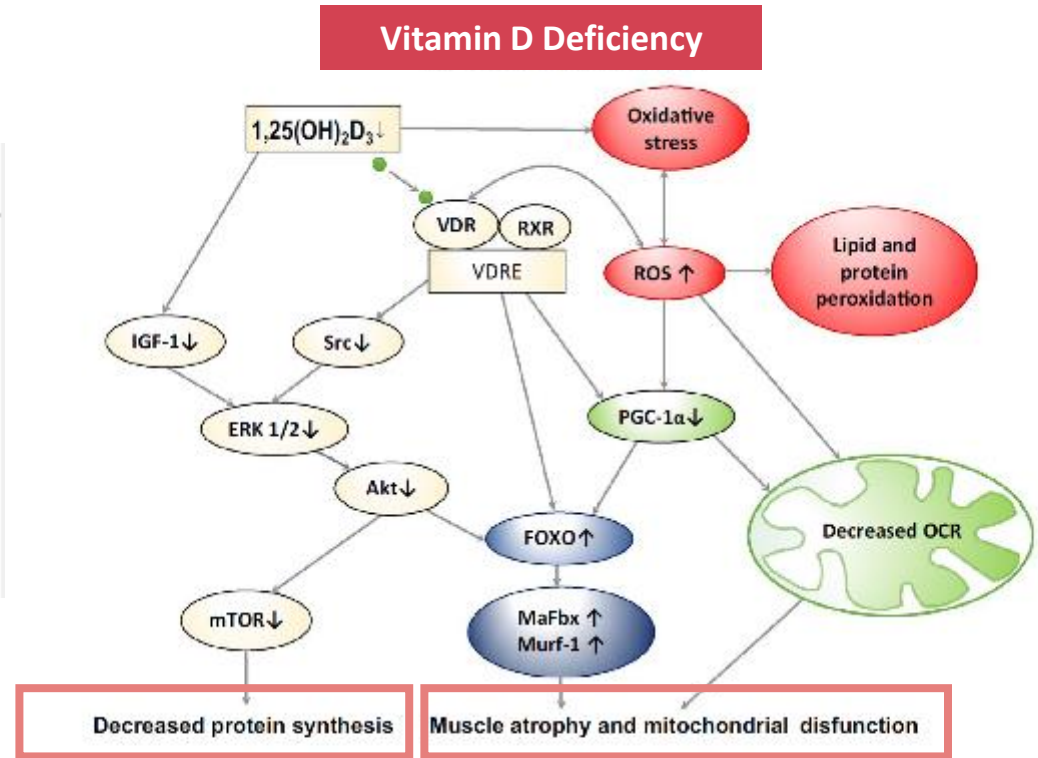 Vitamin D Deficiency
1,25(OH)₂D₃↓
Oxidative
stress
VDR
RXR
VDRE
ROS ↑
Lipid and
protein
peroxidation
IGF-1↓
Src↓
ERK 1/2↓
PGC-1α↓
Akt↓
FOXO↑
Decreased OCR
mTOR↓
MaFbx ↑
Murf-1 ↑
Decreased protein synthesis
Muscle atrophy and mitochondrial disfunction